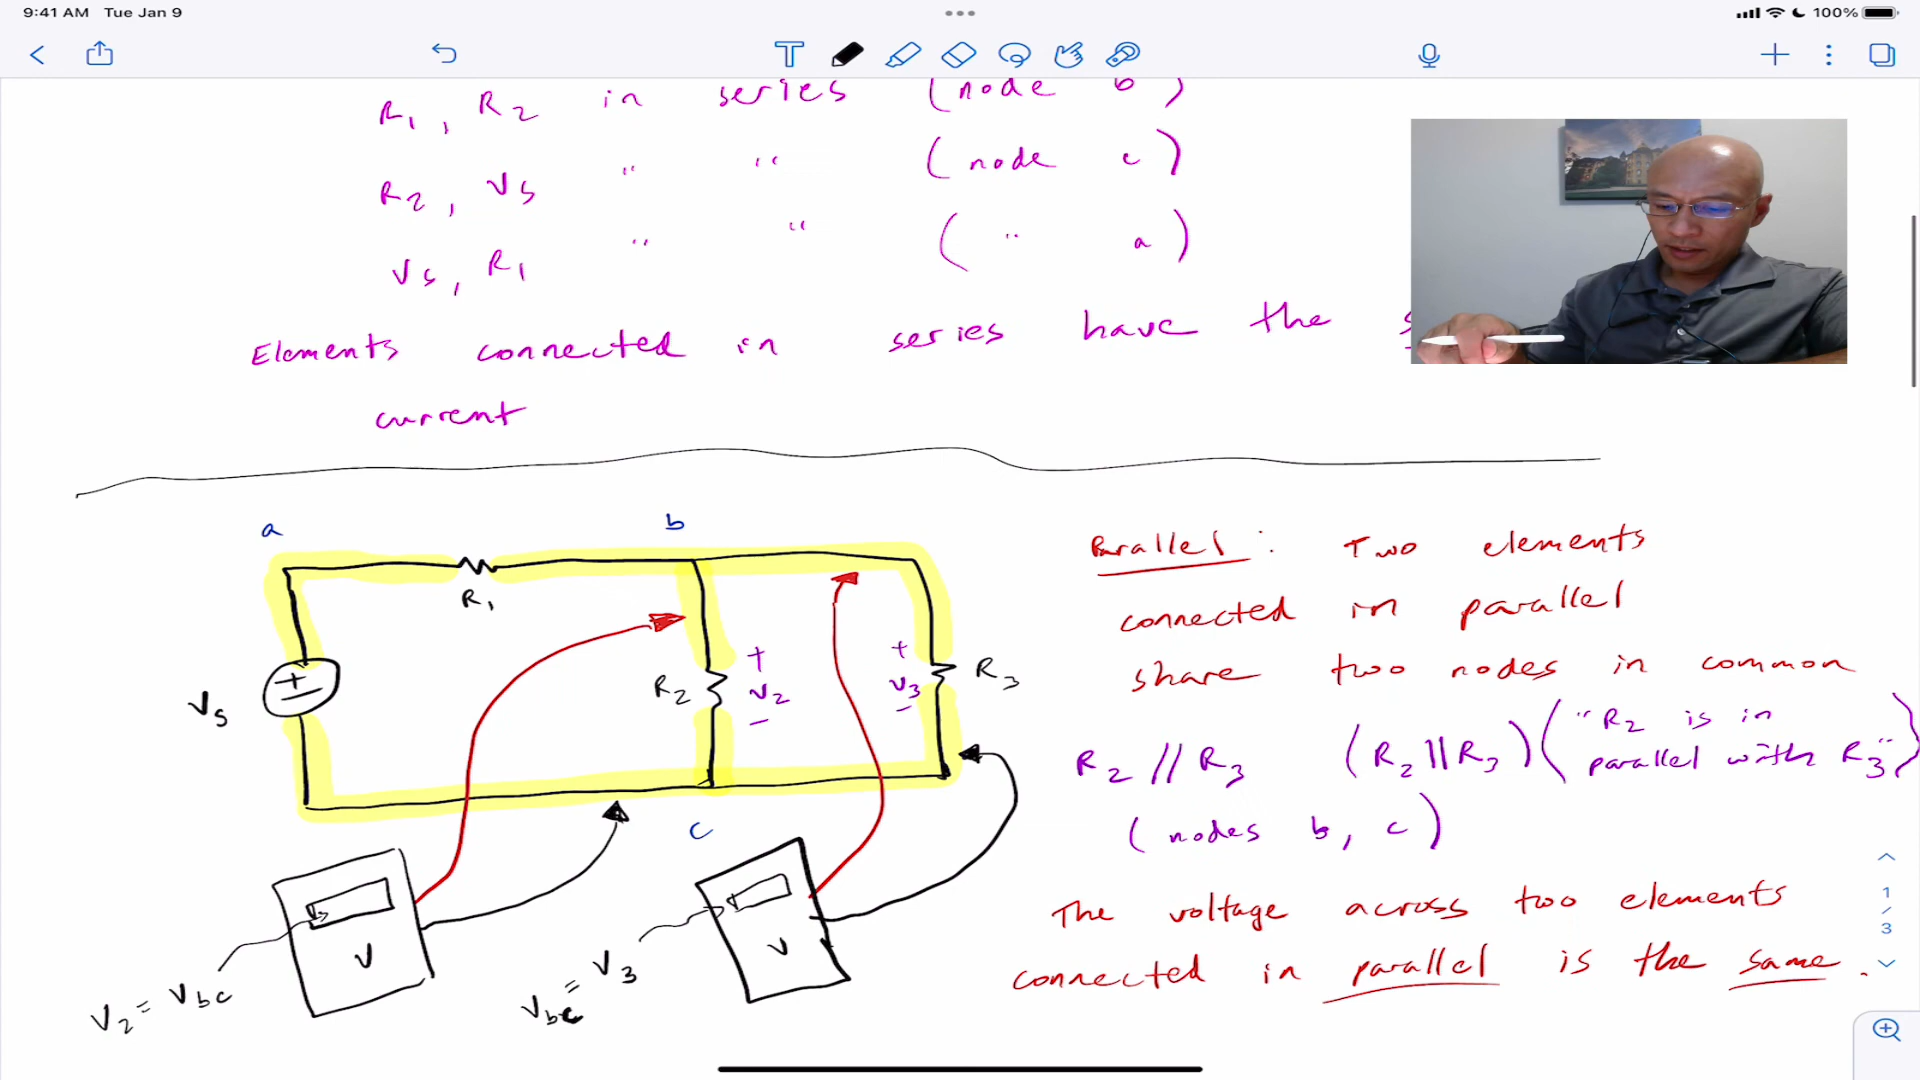 9:41 AM Tue Jan 9
100%
R1, R2 in series (node b)
R2, Vs " " (node c)
Vs, R1 " " ( " a)
Elements connected in series have the
current
a
b
R1
Vs
R2
+
V2
−
+
V3
−
R3
c
V
V
V2 = Vbc
Vbc = V3
Parallel : Two elements
connected in parallel
share two nodes in common
R2 // R3 (R2 || R3) ("R2 is in
parallel with R3")
(nodes b, c)
The voltage across two elements
connected in parallel is the same.
1
/
3